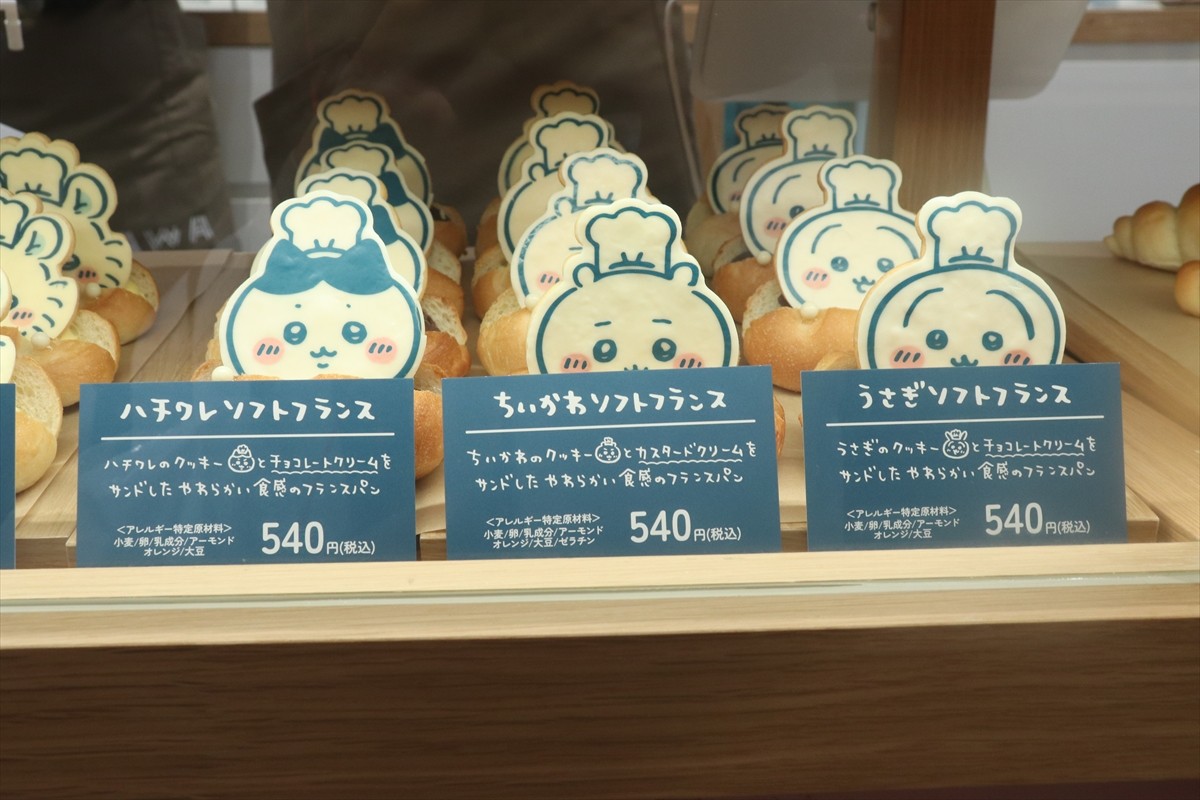 ハチワレソフトフランス
ハチワレのクッキーとチョコレートクリームを
サンドした やわらかい 食感のフランスパン
<アレルギー特定原材料>
小麦/卵/乳成分/アーモンド
オレンジ/大豆
540円(税込)
ちいかわソフトフランス
ちいかわのクッキーとカスタードクリームを
サンドした やわらかい 食感のフランスパン
<アレルギー特定原材料>
小麦/卵/乳成分/アーモンド
オレンジ/大豆/ゼラチン
540円(税込)
うさぎソフトフランス
うさぎのクッキーとチョコレートクリームを
サンドした やわらかい 食感のフランスパン
<アレルギー特定原材料>
小麦/卵/乳成分/アーモンド
オレンジ/大豆
540円(税込)